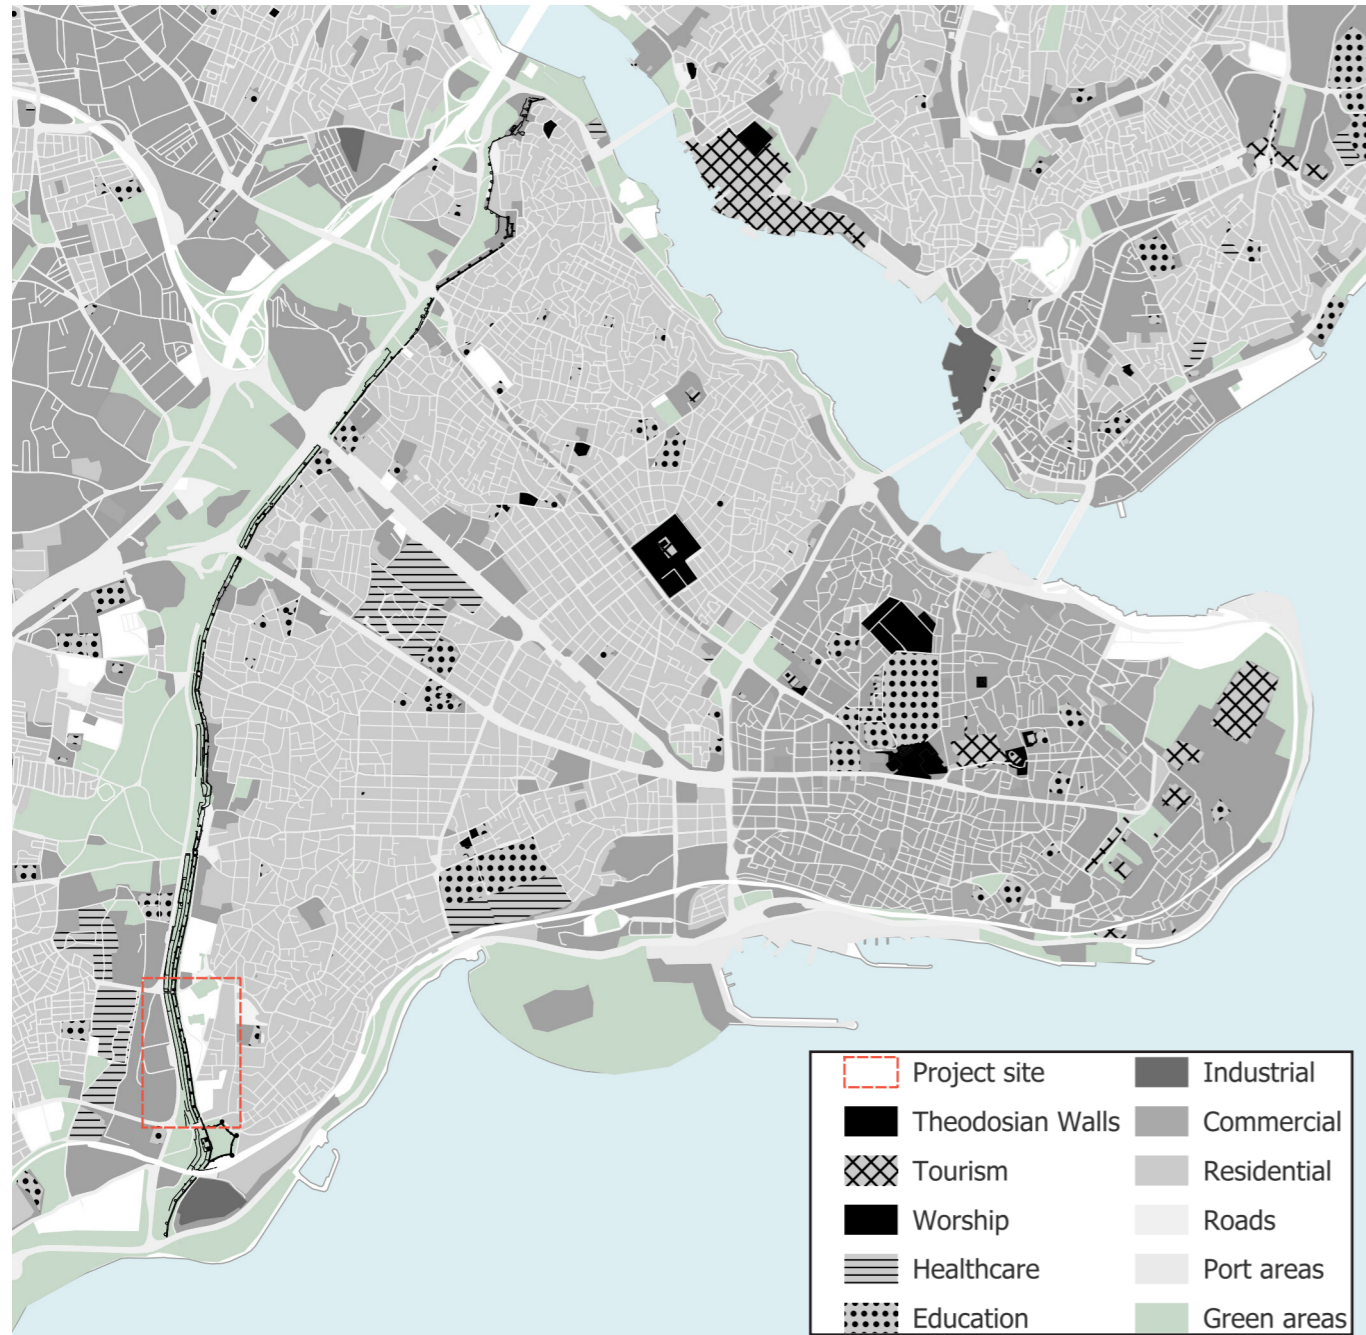 Project site
Theodosian Walls
Tourism
Worship
Healthcare
Education
Industrial
Commercial
Residential
Roads
Port areas
Green areas